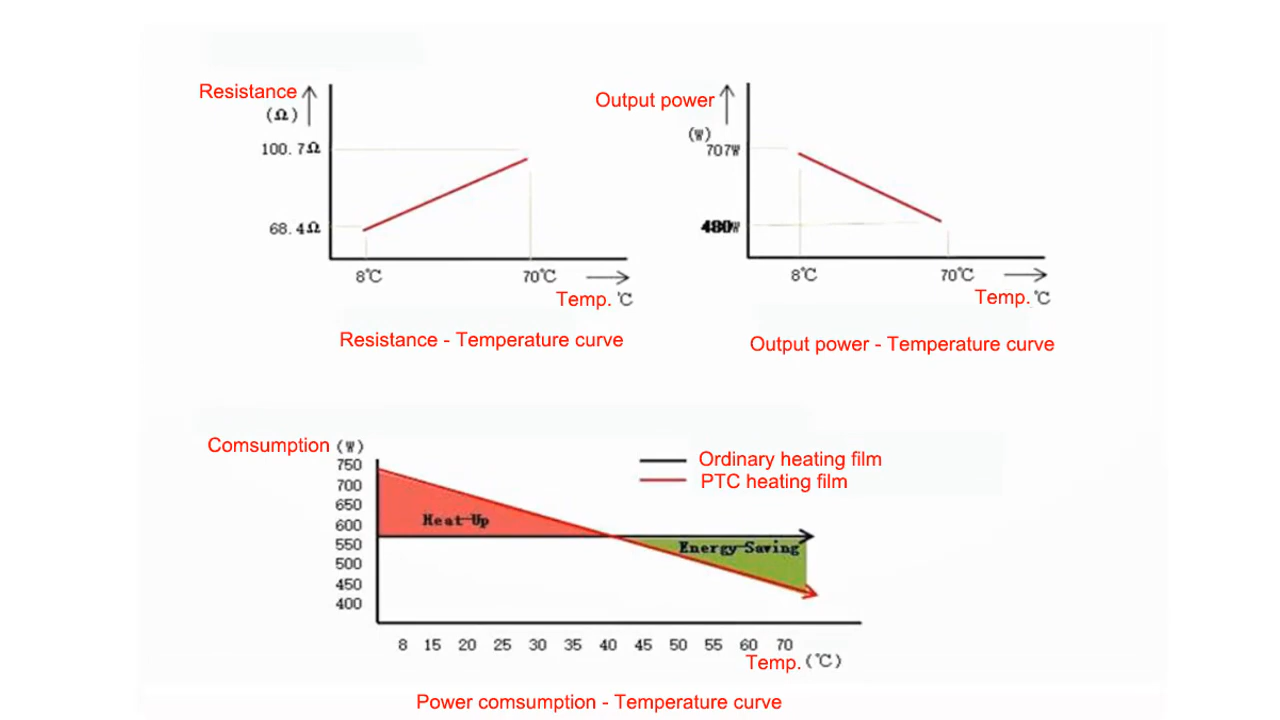 Resistance
(Ω)
100.7Ω
68.4Ω
8℃
70℃
Temp. ℃
Resistance - Temperature curve
Output power
(W)
707W
480W
8℃
70℃
Temp. ℃
Output power - Temperature curve
Comsumption (W)
750
700
650
600
550
500
450
400
Ordinary heating film
PTC heating film
Heat-Up
Energy-Saving
8 15 20 25 30 35 40 45 50 55 60 70
Temp. (℃)
Power comsumption - Temperature curve